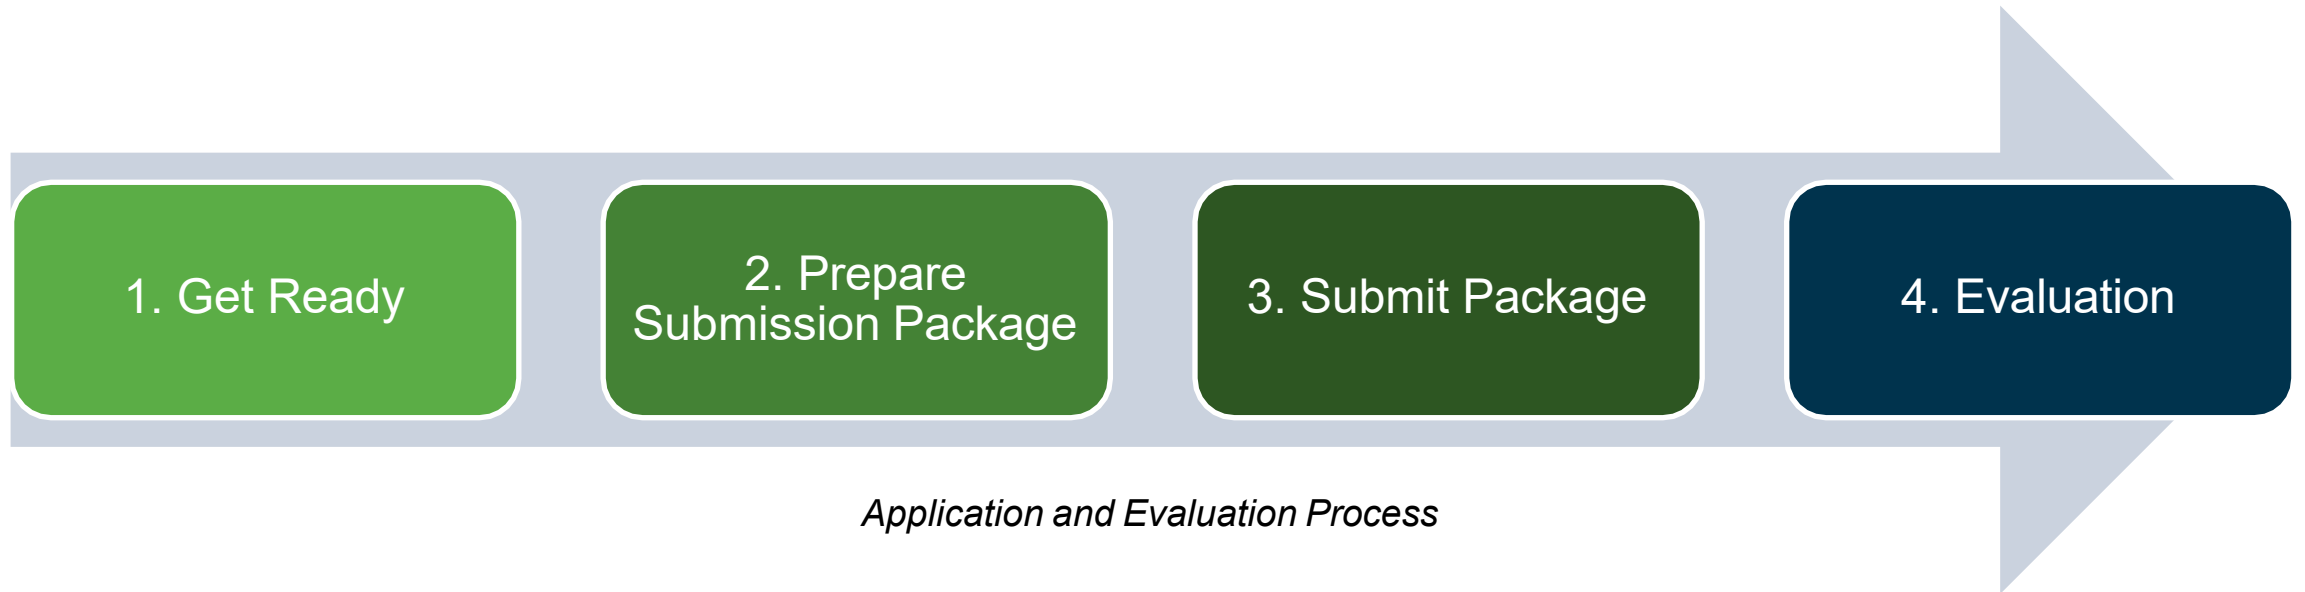 1. Get Ready
2. Prepare
Submission Package
3. Submit Package
4. Evaluation
Application and Evaluation Process